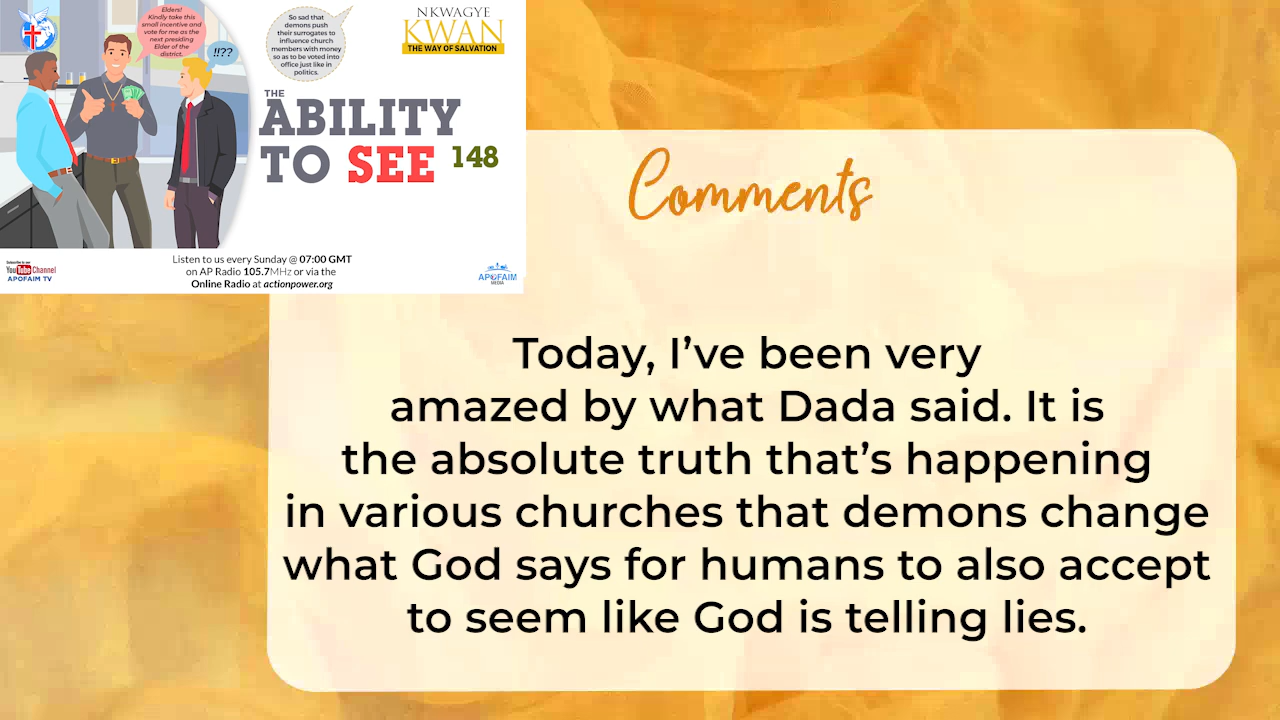 Elders!
Kindly take this
small incentive and
vote for me as the
next presiding
Elder of the
district.
!!??
So sad that
demons push
their surrogates to
influence church
members with money
so as to be voted into
office just like in
politics.
NKWAGYE
KWAN
THE WAY OF SALVATION
THE
ABILITY
TO SEE 148
Listen to us every Sunday @ 07:00 GMT
on AP Radio 105.7MHz or via the
Online Radio at actionpower.org
Subscribe to see
YouTube Channel
APOFAIM TV
APOFAIM
MEDIA
Comments
Today, I’ve been very
amazed by what Dada said. It is
the absolute truth that’s happening
in various churches that demons change
what God says for humans to also accept
to seem like God is telling lies.